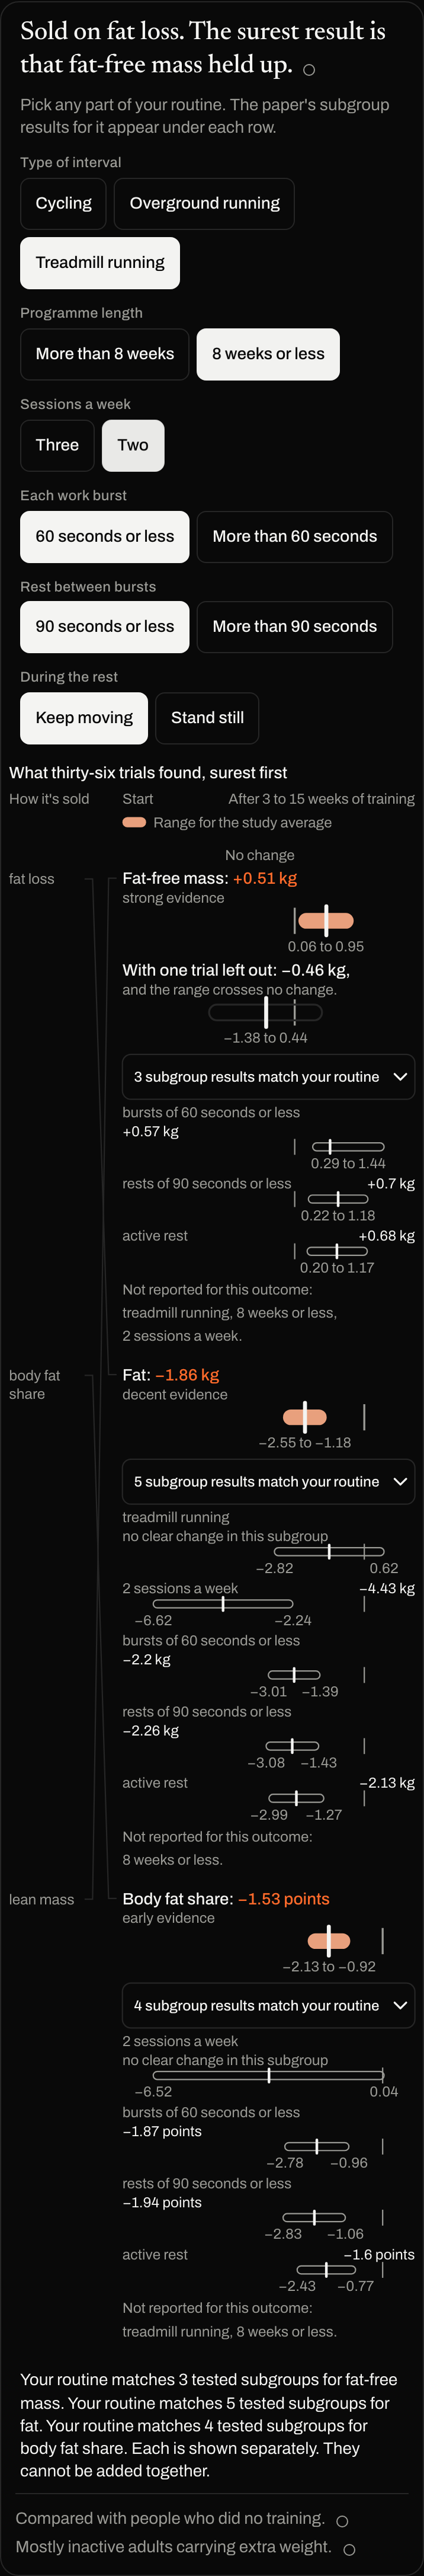 Sold on fat loss. The surest result is
that fat-free mass held up.
Pick any part of your routine. The paper's subgroup
results for it appear under each row.
Type of interval
Cycling
Overground running
Treadmill running
Programme length
More than 8 weeks
8 weeks or less
Sessions a week
Three
Two
Each work burst
60 seconds or less
More than 60 seconds
Rest between bursts
90 seconds or less
More than 90 seconds
During the rest
Keep moving
Stand still
What thirty-six trials found, surest first
How it's sold
Start
After 3 to 15 weeks of training
Range for the study average
No change
fat loss
Fat-free mass: +0.51 kg
strong evidence
0.06 to 0.95
With one trial left out: −0.46 kg,
and the range crosses no change.
−1.38 to 0.44
3 subgroup results match your routine
bursts of 60 seconds or less
+0.57 kg
0.29 to 1.44
rests of 90 seconds or less
+0.7 kg
0.22 to 1.18
active rest
+0.68 kg
0.20 to 1.17
Not reported for this outcome:
treadmill running, 8 weeks or less,
2 sessions a week.
body fat
share
Fat: −1.86 kg
decent evidence
−2.55 to −1.18
5 subgroup results match your routine
treadmill running
no clear change in this subgroup
−2.82
0.62
2 sessions a week
−4.43 kg
−6.62
−2.24
bursts of 60 seconds or less
−2.2 kg
−3.01
−1.39
rests of 90 seconds or less
−2.26 kg
−3.08
−1.43
active rest
−2.13 kg
−2.99
−1.27
Not reported for this outcome:
8 weeks or less.
lean mass
Body fat share: −1.53 points
early evidence
−2.13 to −0.92
4 subgroup results match your routine
2 sessions a week
no clear change in this subgroup
−6.52
0.04
bursts of 60 seconds or less
−1.87 points
−2.78
−0.96
rests of 90 seconds or less
−1.94 points
−2.83
−1.06
active rest
−1.6 points
−2.43
−0.77
Not reported for this outcome:
treadmill running, 8 weeks or less.
Your routine matches 3 tested subgroups for fat-free
mass. Your routine matches 5 tested subgroups for
fat. Your routine matches 4 tested subgroups for
body fat share. Each is shown separately. They
cannot be added together.
Compared with people who did no training.
Mostly inactive adults carrying extra weight.